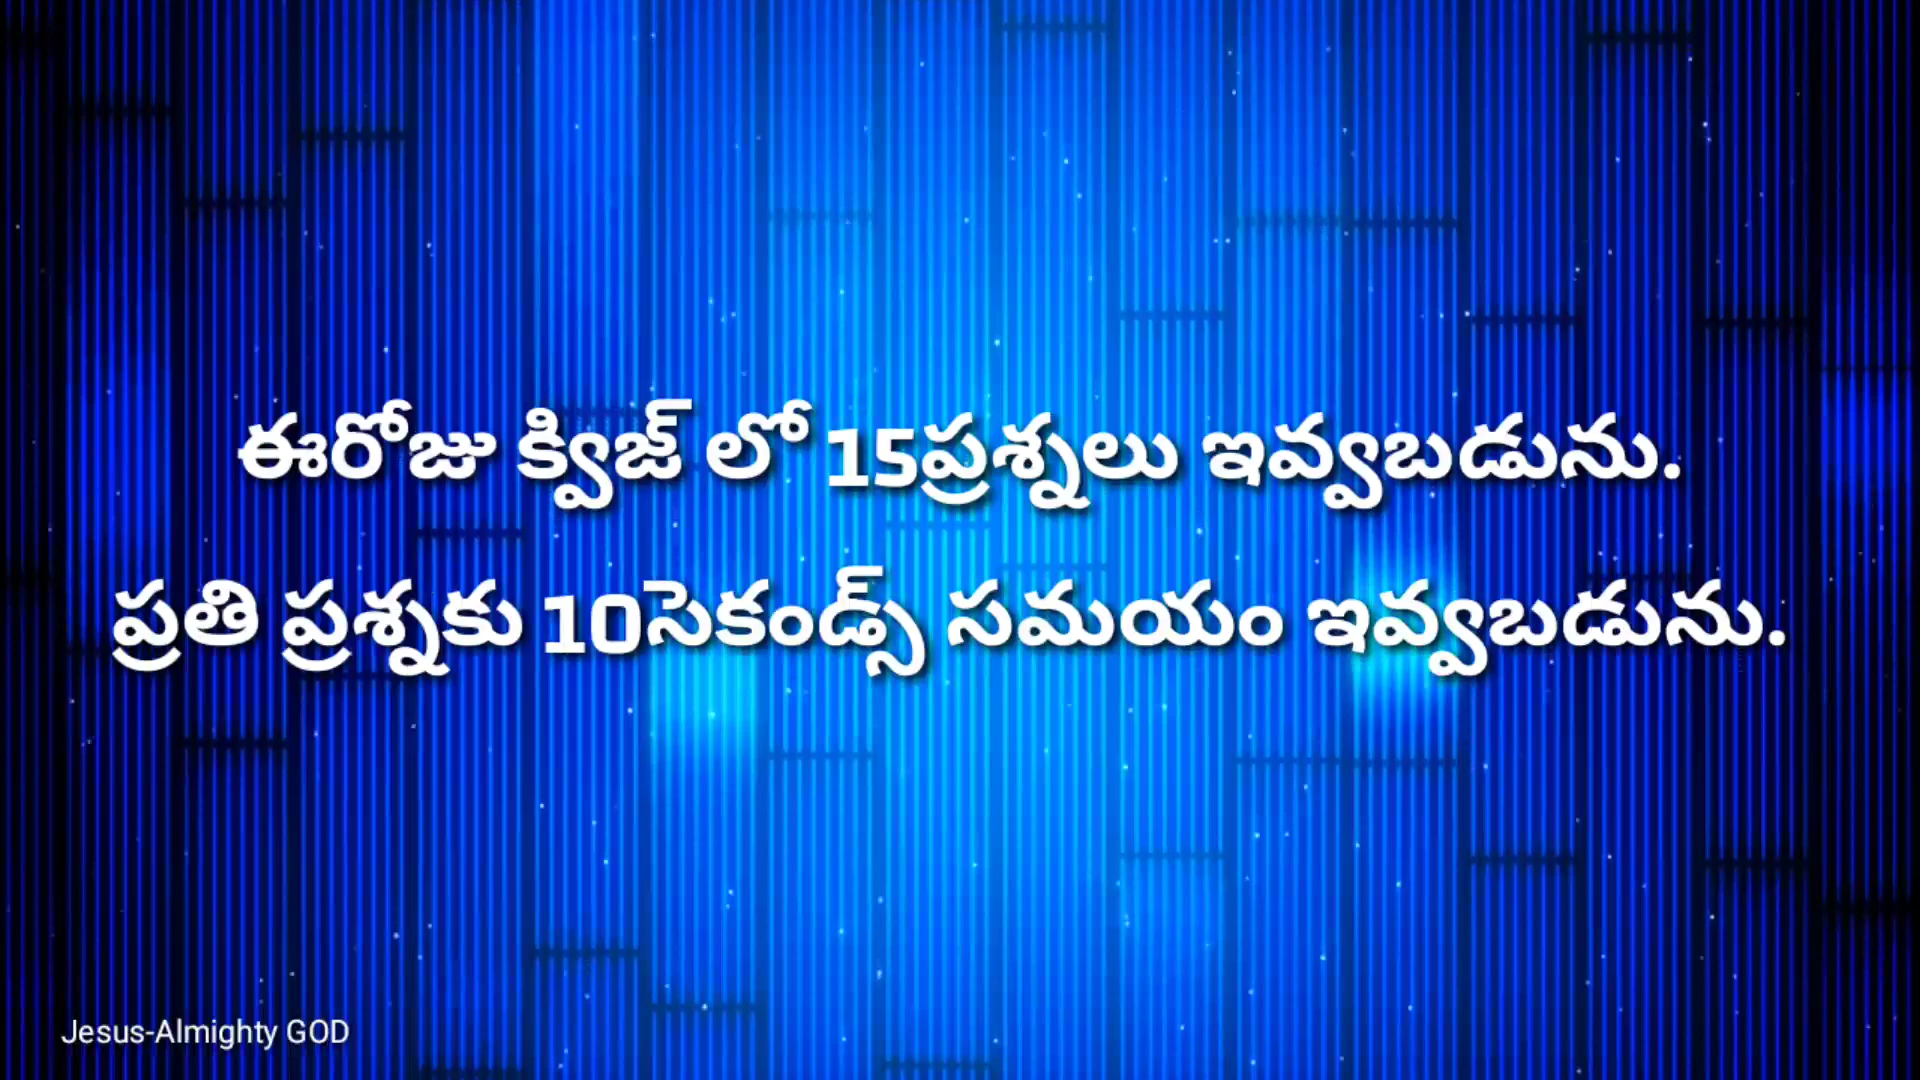 ఈరోజు క్విజ్ లో 15ప్రశ్నలు ఇవ్వబడును.
ప్రతి ప్రశ్నకు 10సెకండ్స్ సమయం ఇవ్వబడును.
Jesus-Almighty GOD